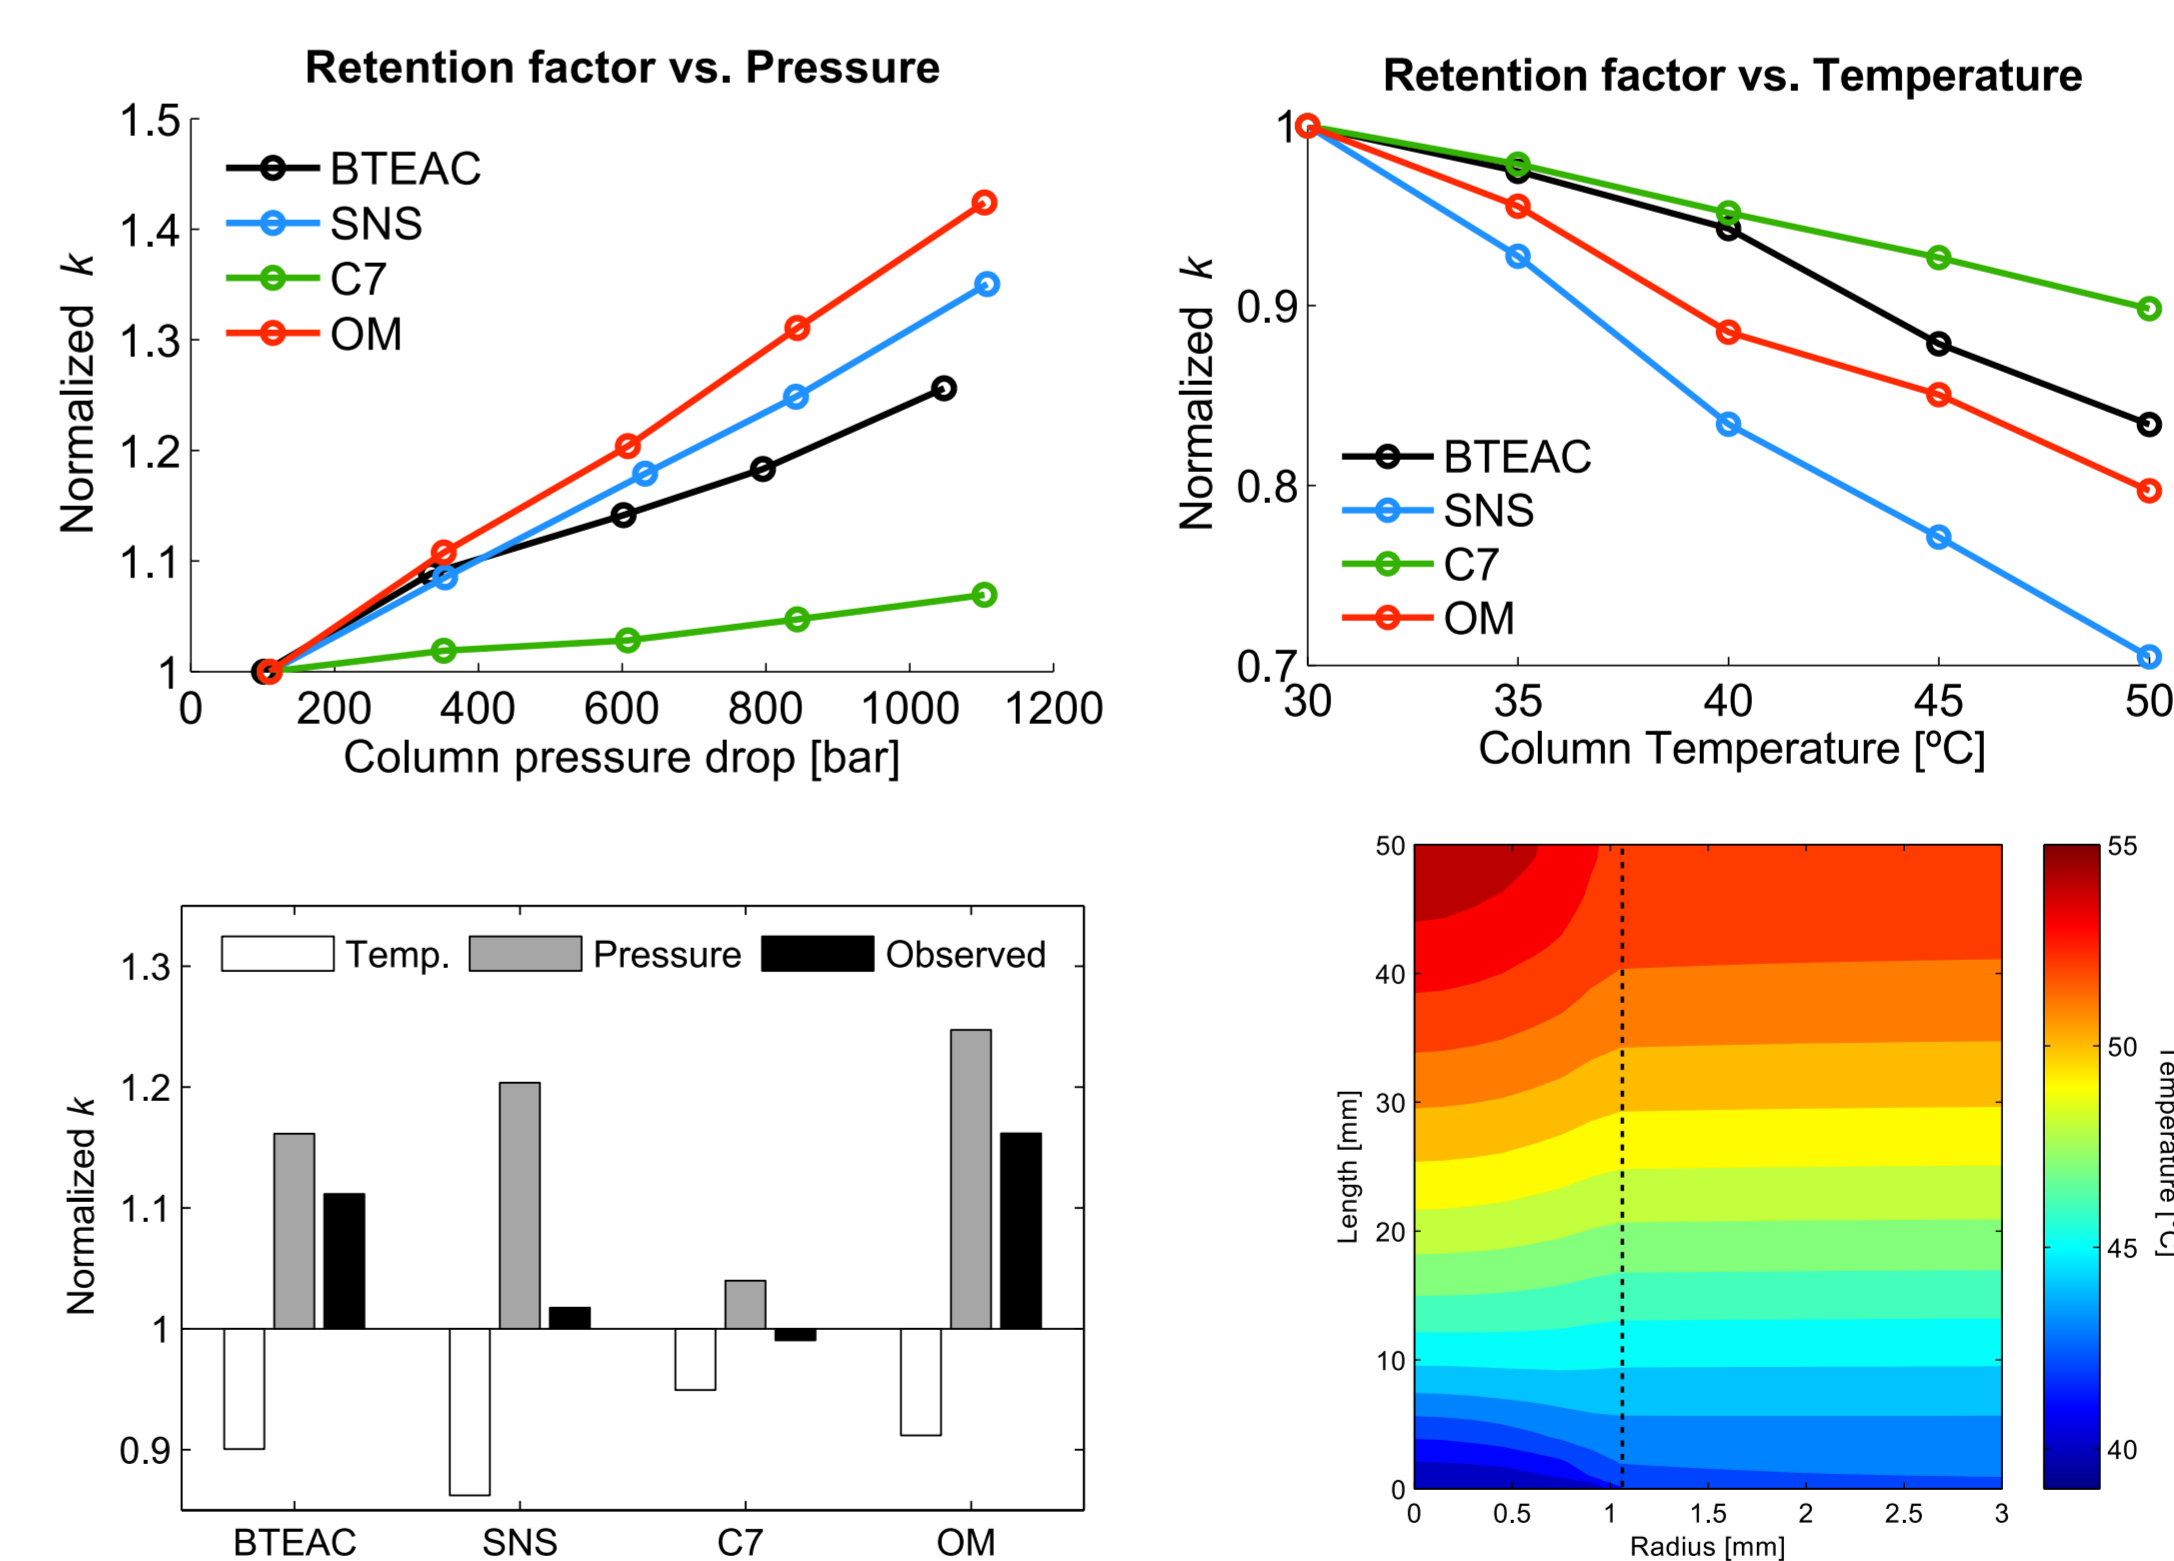 Retention factor vs. Pressure
1.5
1.4
1.3
1.2
1.1
1
Normalized k
BTEAC
SNS
C7
OM
0 200 400 600 800 1000 1200
Column pressure drop [bar]
Retention factor vs. Temperature
1
0.9
0.8
0.7
Normalized k
BTEAC
SNS
C7
OM
30 35 40 45 50
Column Temperature [ºC]
Temp. Pressure Observed
1.3
1.2
1.1
1
0.9
Normalized k
BTEAC SNS C7 OM
50
40
30
20
10
0
Length [mm]
0 0.5 1 1.5 2 2.5 3
Radius [mm]
55
50
45
40
Temperature [°C]